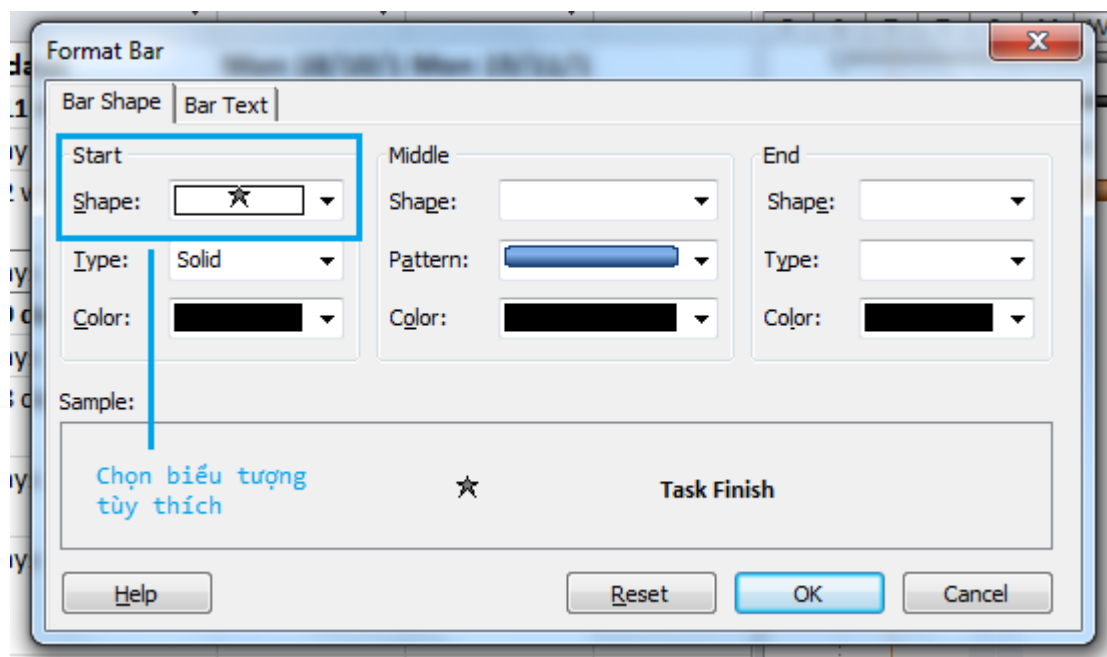 Format Bar
Bar Shape Bar Text
Start Middle End
Shape: Shape: Shape:
Type: Solid Pattern: Type:
Color: Color: Color:
Sample:
Chọn biểu tượng
tùy thích
Task Finish
Help Reset OK Cancel